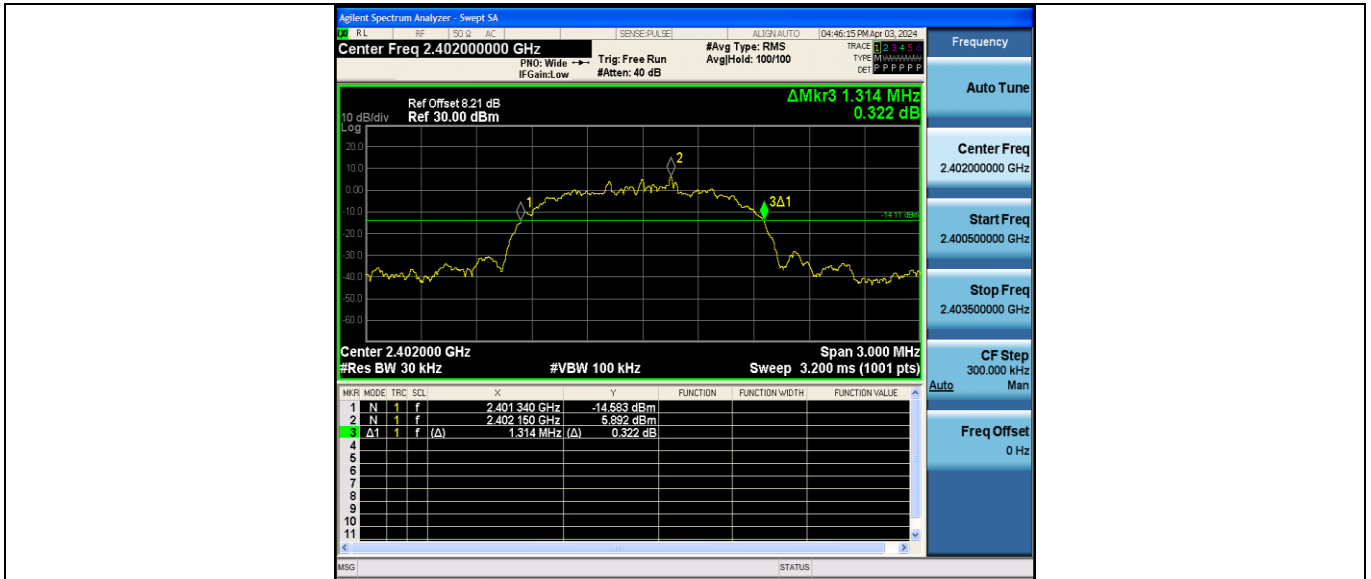 Agilent Spectrum Analyzer - Swept SA
RL RF 50 Ω AC SENSE:PULSE ALIGN AUTO 04:46:15 PM Apr 03, 2024
Center Freq 2.402000000 GHz
PNO: Wide
IFGain:Low
Trig: Free Run
#Atten: 40 dB
#Avg Type: RMS
Avg|Hold: 100/100
TRACE 1 2 3 4 5 6
TYPE M
DET P P P P P P
ΔMkr3 1.314 MHz
0.322 dB
Ref Offset 8.21 dB
10 dB/div Ref 30.00 dBm
Log
20.0
10.0
0.00
-10.0
-20.0
-30.0
-40.0
-50.0
-60.0
1
2
3Δ1
-14.11 dBm
Center 2.402000 GHz Span 3.000 MHz
#Res BW 30 kHz #VBW 100 kHz Sweep 3.200 ms (1001 pts)
MKR MODE TRC SCL X Y FUNCTION FUNCTION WIDTH FUNCTION VALUE
1 N 1 f 2.401 340 GHz -14.583 dBm
2 N 1 f 2.402 150 GHz 5.892 dBm
3 Δ1 1 f (Δ) 1.314 MHz (Δ) 0.322 dB
4
5
6
7
8
9
10
11
MSG STATUS
Frequency
Auto Tune
Center Freq
2.402000000 GHz
Start Freq
2.400500000 GHz
Stop Freq
2.403500000 GHz
CF Step
300.000 kHz
Auto Man
Freq Offset
0 Hz